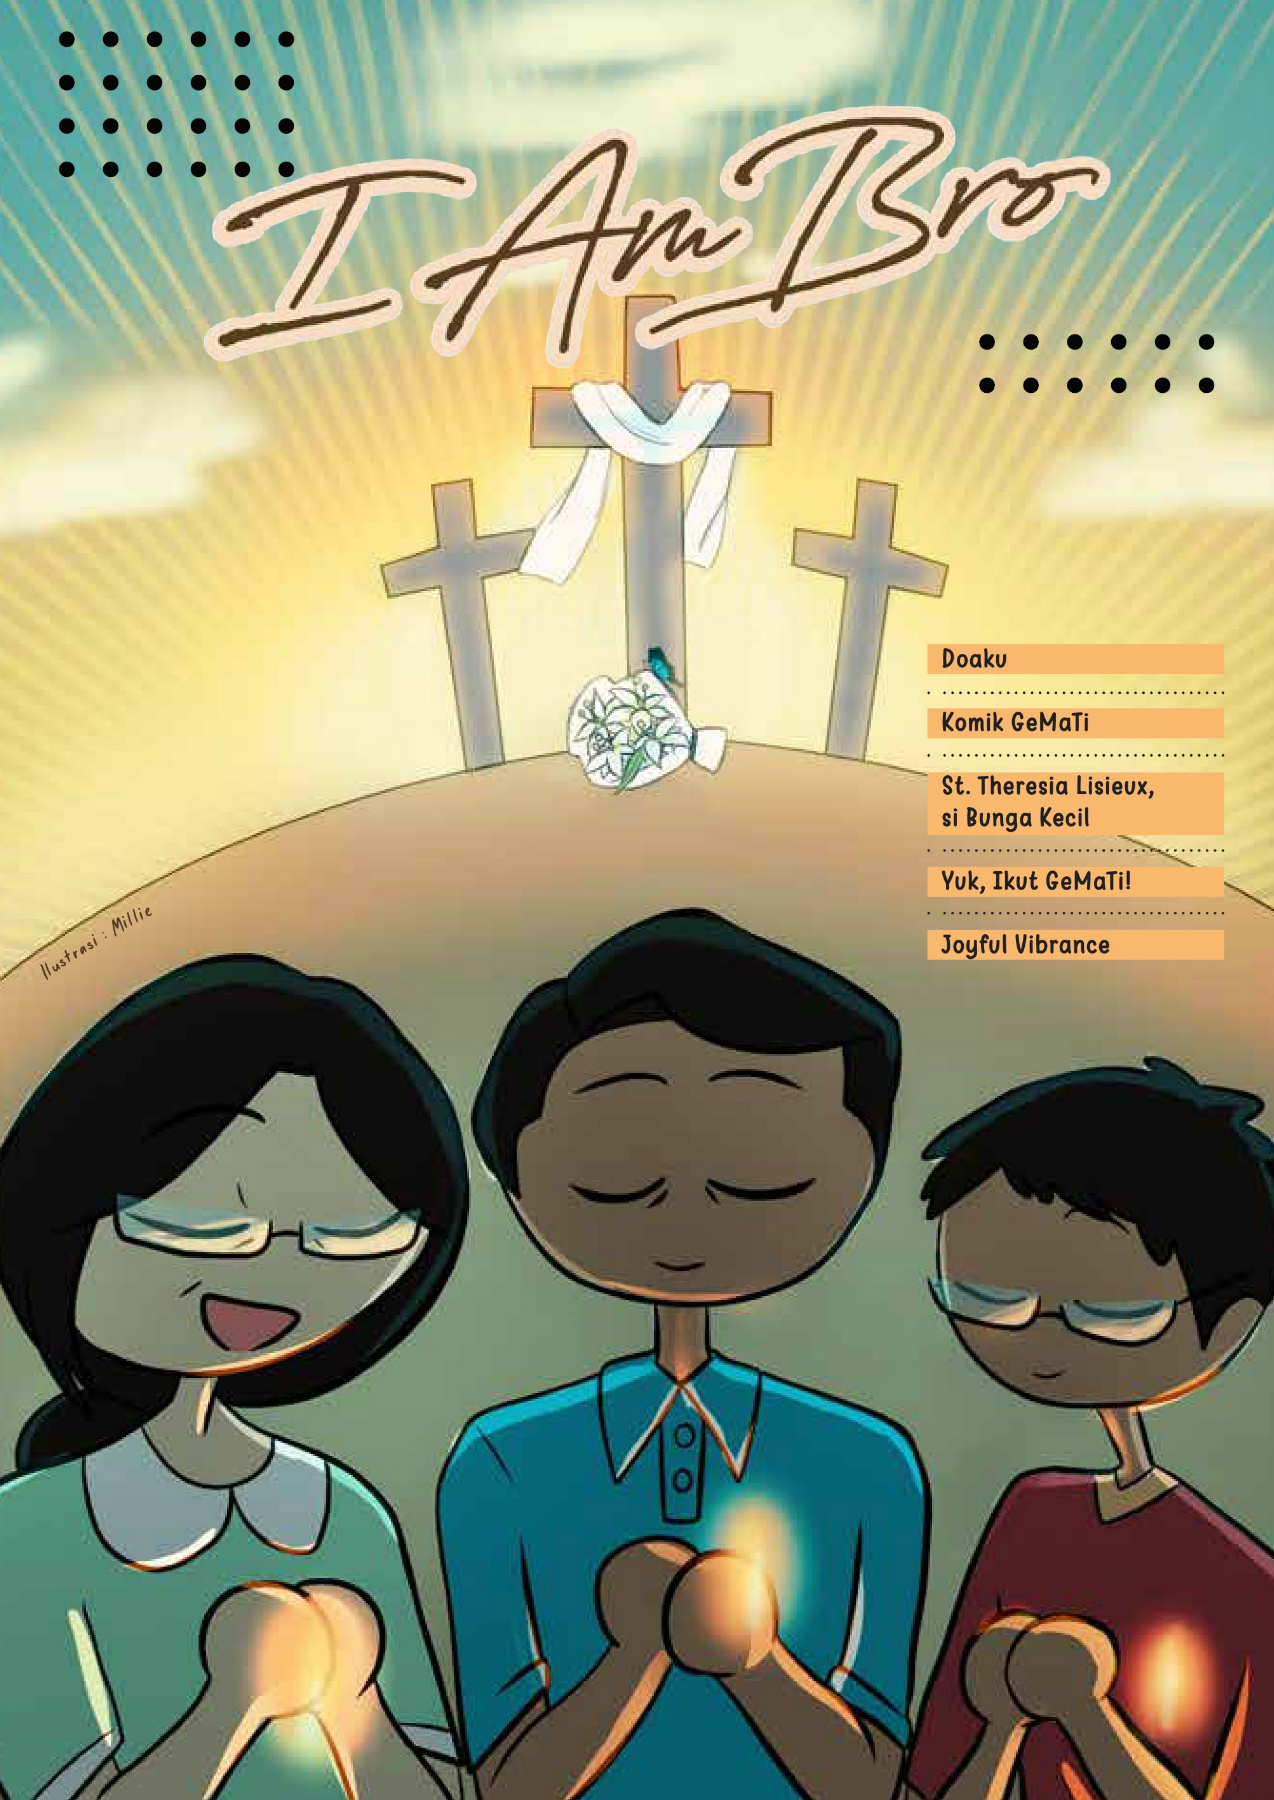 I Am Bro
Doaku
Komik GeMaTi
St. Theresia Lisieux,
si Bunga Kecil
Yuk, Ikut GeMaTi!
Joyful Vibrance
Ilustrasi : Millie